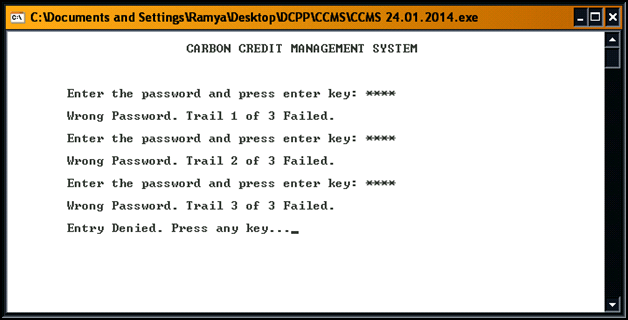 C:\Documents and Settings\Ramya\Desktop\DCPP\CCMS\CCMS 24.01.2014.exe
CARBON CREDIT MANAGEMENT SYSTEM
Enter the password and press enter key: ****
Wrong Password. Trail 1 of 3 Failed.
Enter the password and press enter key: ****
Wrong Password. Trail 2 of 3 Failed.
Enter the password and press enter key: ****
Wrong Password. Trail 3 of 3 Failed.
Entry Denied. Press any key..._